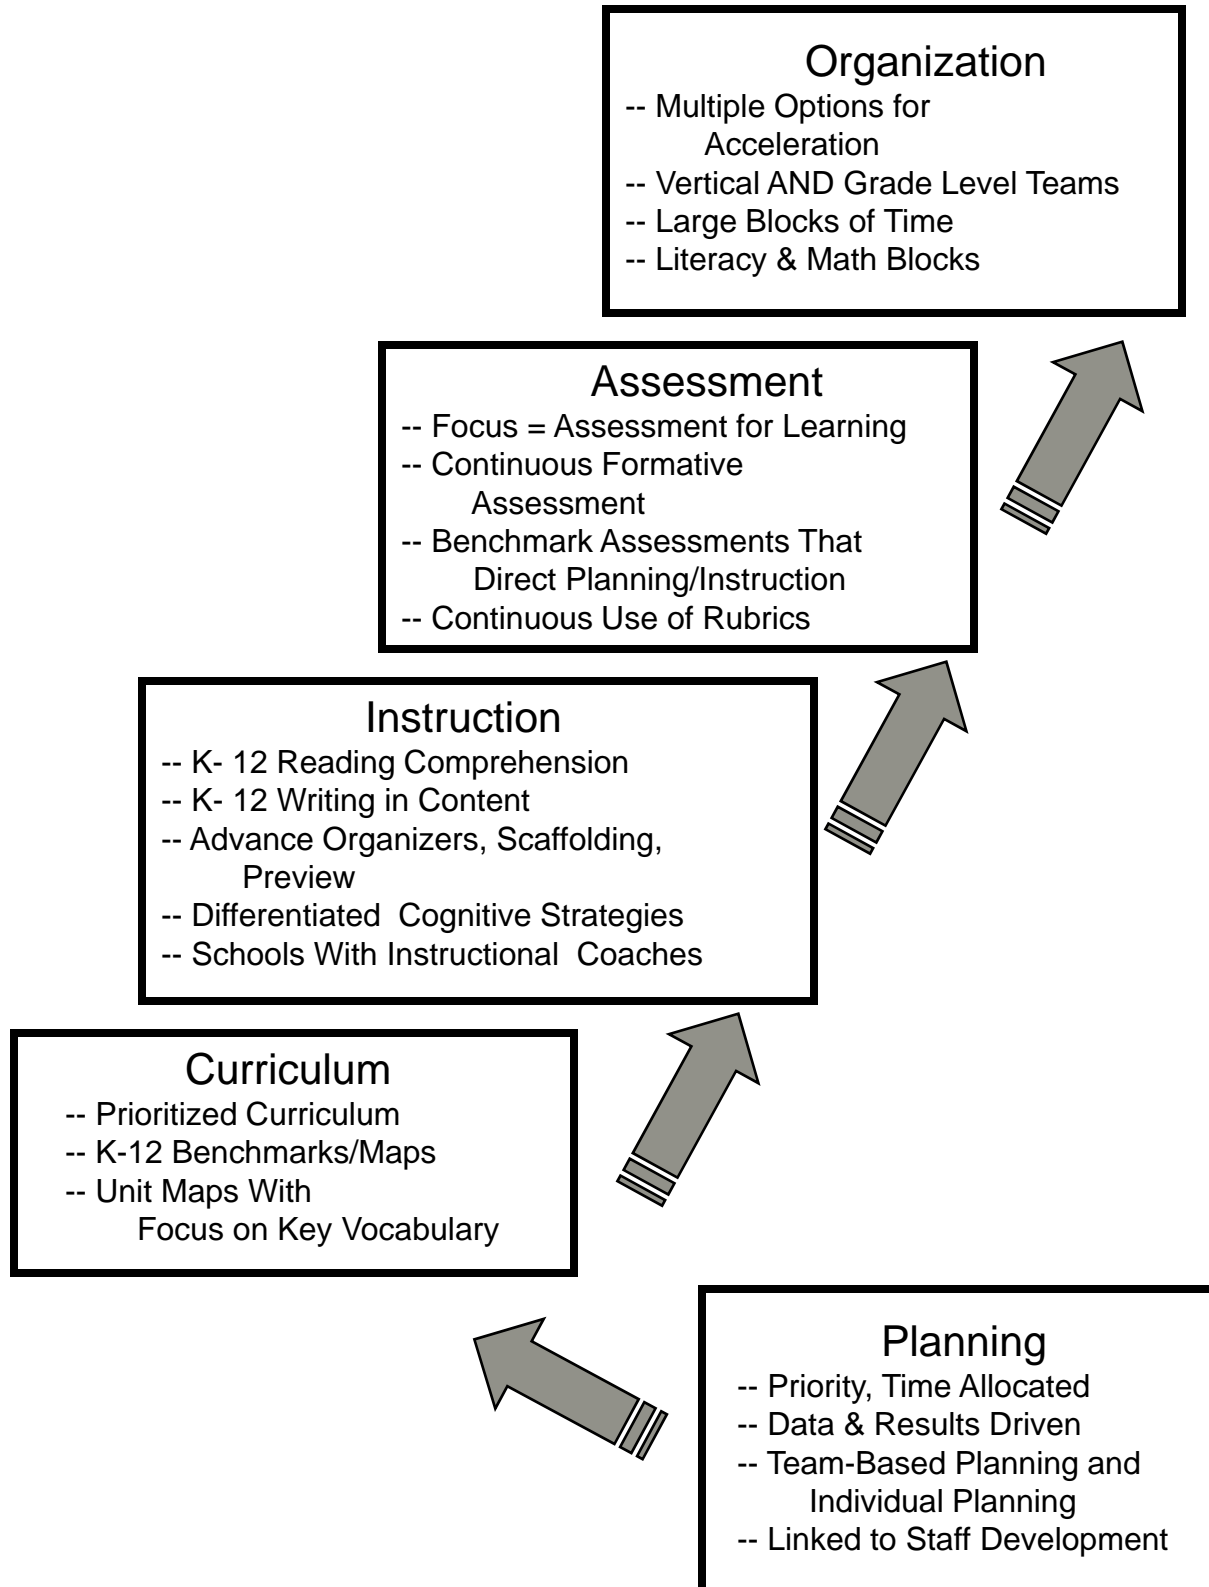 Organization
-- Multiple Options for
Acceleration
-- Vertical AND Grade Level Teams
-- Large Blocks of Time
-- Literacy & Math Blocks
Assessment
-- Focus = Assessment for Learning
-- Continuous Formative
Assessment
-- Benchmark Assessments That
Direct Planning/Instruction
-- Continuous Use of Rubrics
Instruction
-- K- 12 Reading Comprehension
-- K- 12 Writing in Content
-- Advance Organizers, Scaffolding,
Preview
-- Differentiated Cognitive Strategies
-- Schools With Instructional Coaches
Curriculum
-- Prioritized Curriculum
-- K-12 Benchmarks/Maps
-- Unit Maps With
Focus on Key Vocabulary
Planning
-- Priority, Time Allocated
-- Data & Results Driven
-- Team-Based Planning and
Individual Planning
-- Linked to Staff Development